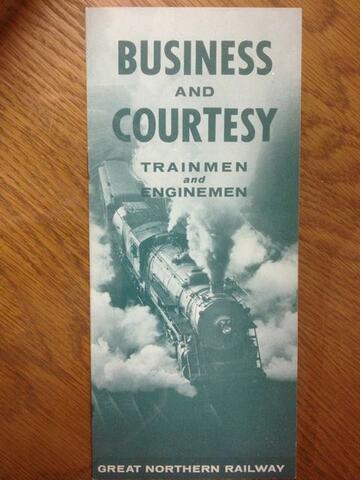 BUSINESS
AND
COURTESY
TRAINMEN
and
ENGINEMEN
GREAT NORTHERN RAILWAY